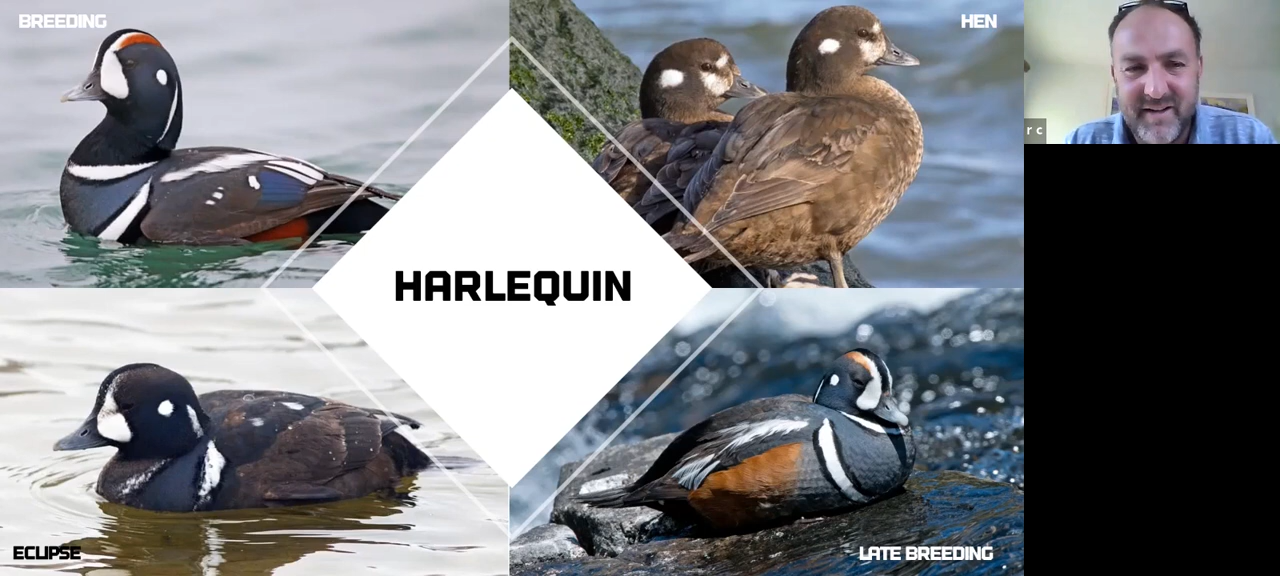 BREEDING
HEN
r c
HARLEQUIN
ECLIPSE
LATE BREEDING